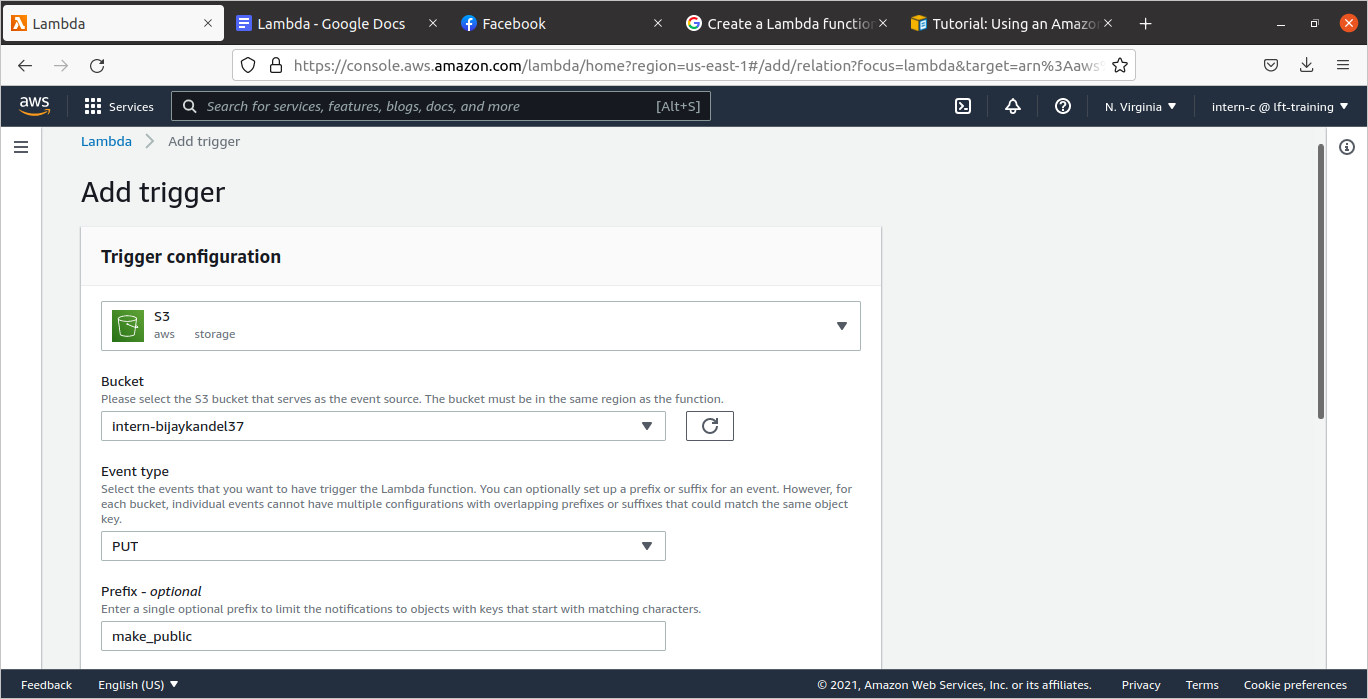 Lambda
Lambda - Google Docs
Facebook
Create a Lambda function
Tutorial: Using an Amazo
https://console.aws.amazon.com/lambda/home?region=us-east-1#/add/relation?focus=lambda&target=arn%3Aaws
aws
Services
Search for services, features, blogs, docs, and more
[Alt+S]
N. Virginia
intern-c @ lft-training
Lambda
Add trigger
Add trigger
Trigger configuration
S3
aws storage
Bucket
Please select the S3 bucket that serves as the event source. The bucket must be in the same region as the function.
intern-bijaykandel37
Event type
Select the events that you want to have trigger the Lambda function. You can optionally set up a prefix or suffix for an event. However, for
each bucket, individual events cannot have multiple configurations with overlapping prefixes or suffixes that could match the same object
key.
PUT
Prefix - optional
Enter a single optional prefix to limit the notifications to objects with keys that start with matching characters.
make_public
Feedback
English (US)
© 2021, Amazon Web Services, Inc. or its affiliates.
Privacy
Terms
Cookie preferences